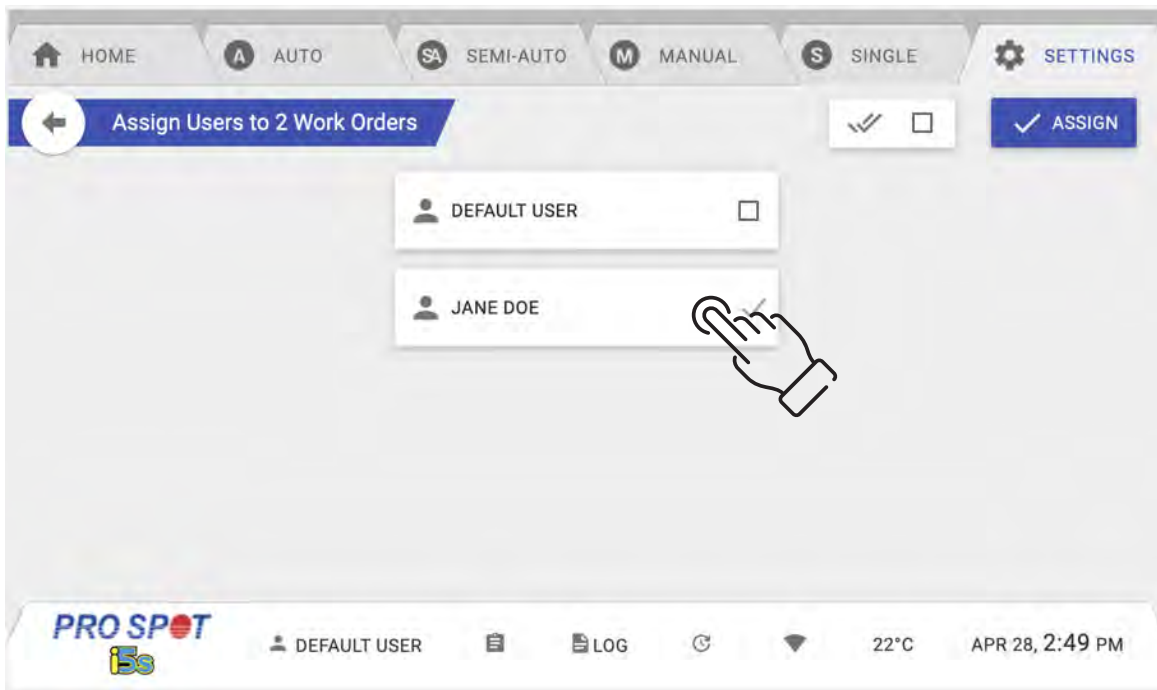 HOME A AUTO SA SEMI-AUTO M MANUAL S SINGLE SETTINGS
Assign Users to 2 Work Orders ASSIGN
DEFAULT USER
JANE DOE
PRO SPOT
i5s
DEFAULT USER LOG 22°C APR 28, 2:49 PM